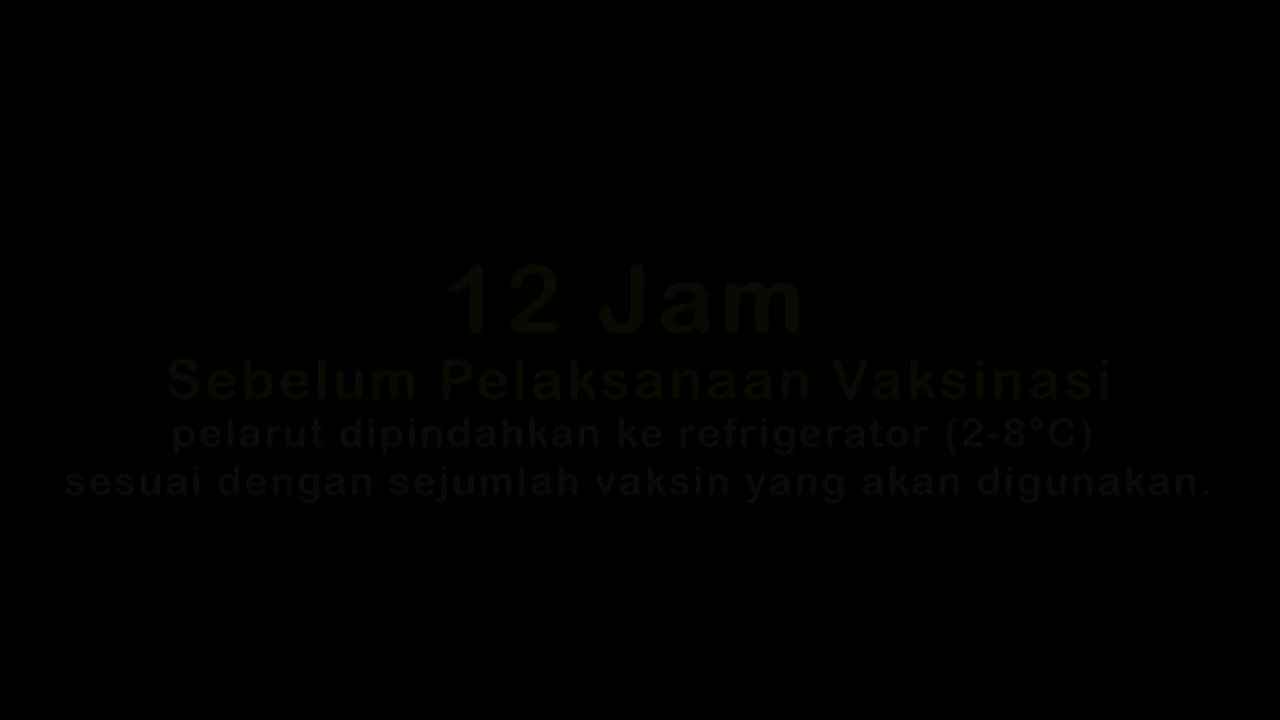 12 Jam
Sebelum Pelaksanaan Vaksinasi
pelarut dipindahkan ke refrigerator (2-8°C)
sesuai dengan sejumlah vaksin yang akan digunakan.